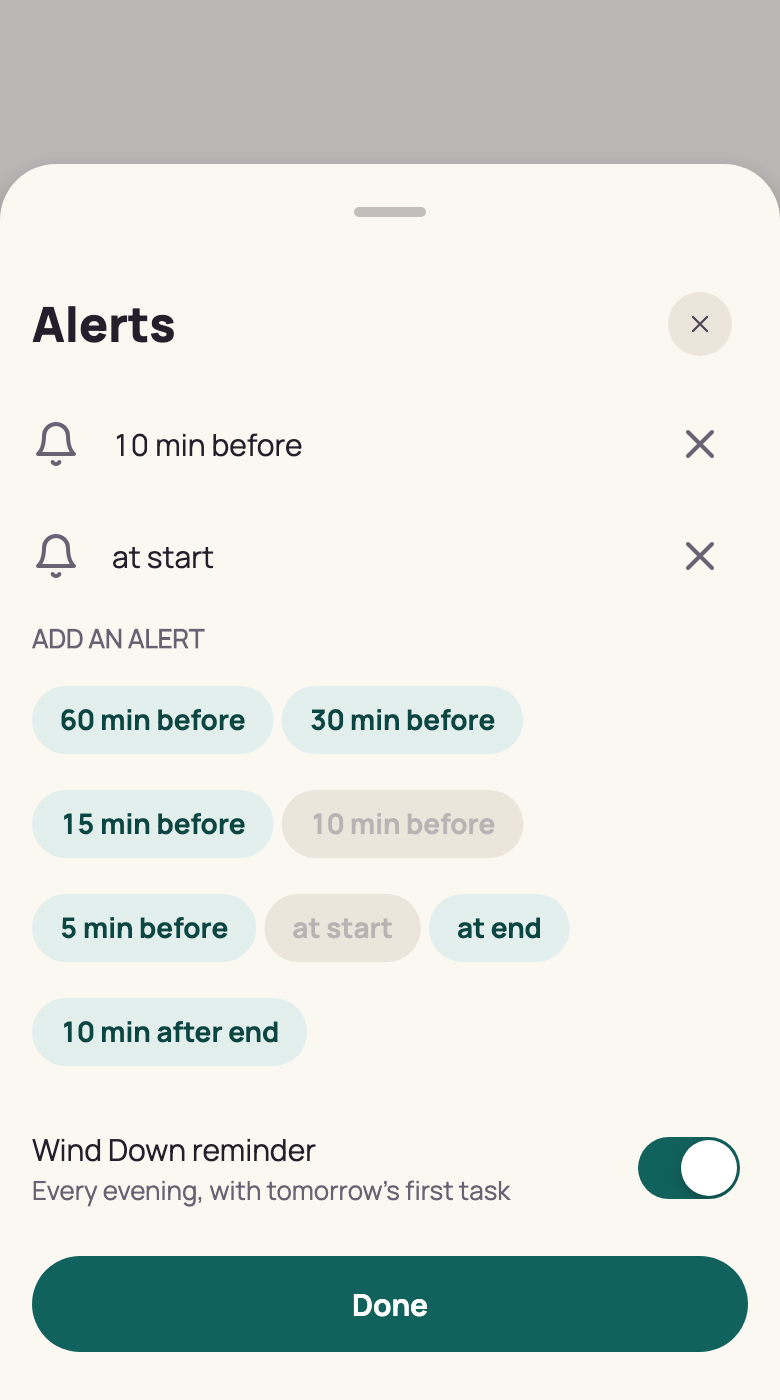 Alerts
10 min before
at start
ADD AN ALERT
60 min before 30 min before
15 min before 10 min before
5 min before at start at end
10 min after end
Wind Down reminder
Every evening, with tomorrow's first task
Done